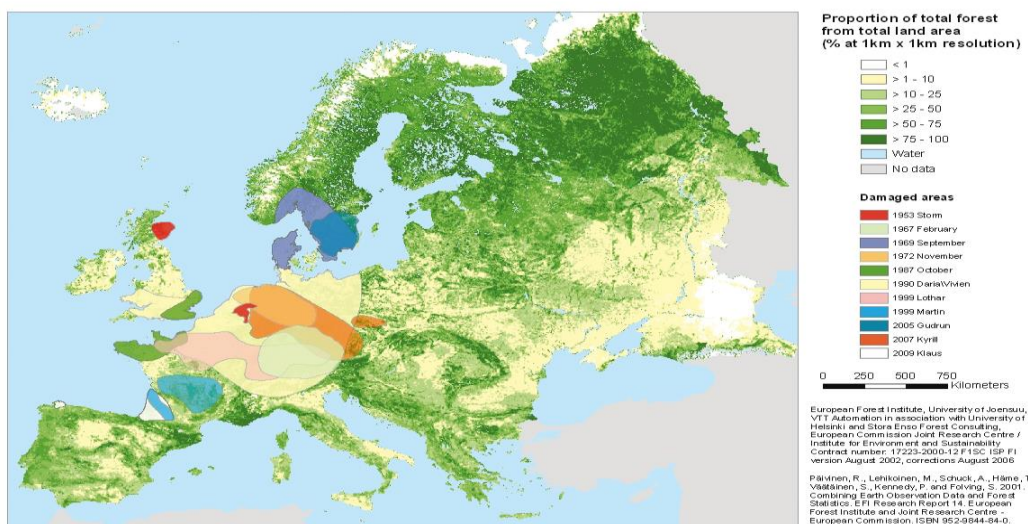 Proportion of total forest
from total land area
(% at 1km x 1km resolution)
< 1
> 1 - 10
> 10 - 25
> 25 - 50
> 50 - 75
> 75 - 100
Water
No data
Damaged areas
1953 Storm
1967 February
1969 September
1972 November
1987 October
1990 Daria\Vivien
1999 Lothar
1999 Martin
2005 Gudrun
2007 Kyrill
2009 Klaus
0 250 500 750
Kilometers
European Forest Institute, University of Joensuu,
VTT Automation in association with University of
Helsinki and Stora Enso Forest Consulting,
European Commission Joint Research Centre /
Institute for Environment and Sustainability
Contract number: 17223-2000-12 F1SC ISP FI
version August 2002, corrections August 2006
Päivinen, R., Lehikoinen, M., Schuck, A., Häme, T
Väätäinen, S., Kennedy, P. and Folving, S. 2001.
Combining Earth Observation Data and Forest
Statistics. EFI Research Report 14. European
Forest Institute and Joint Research Centre -
European Commission. ISBN 952-9844-84-0.